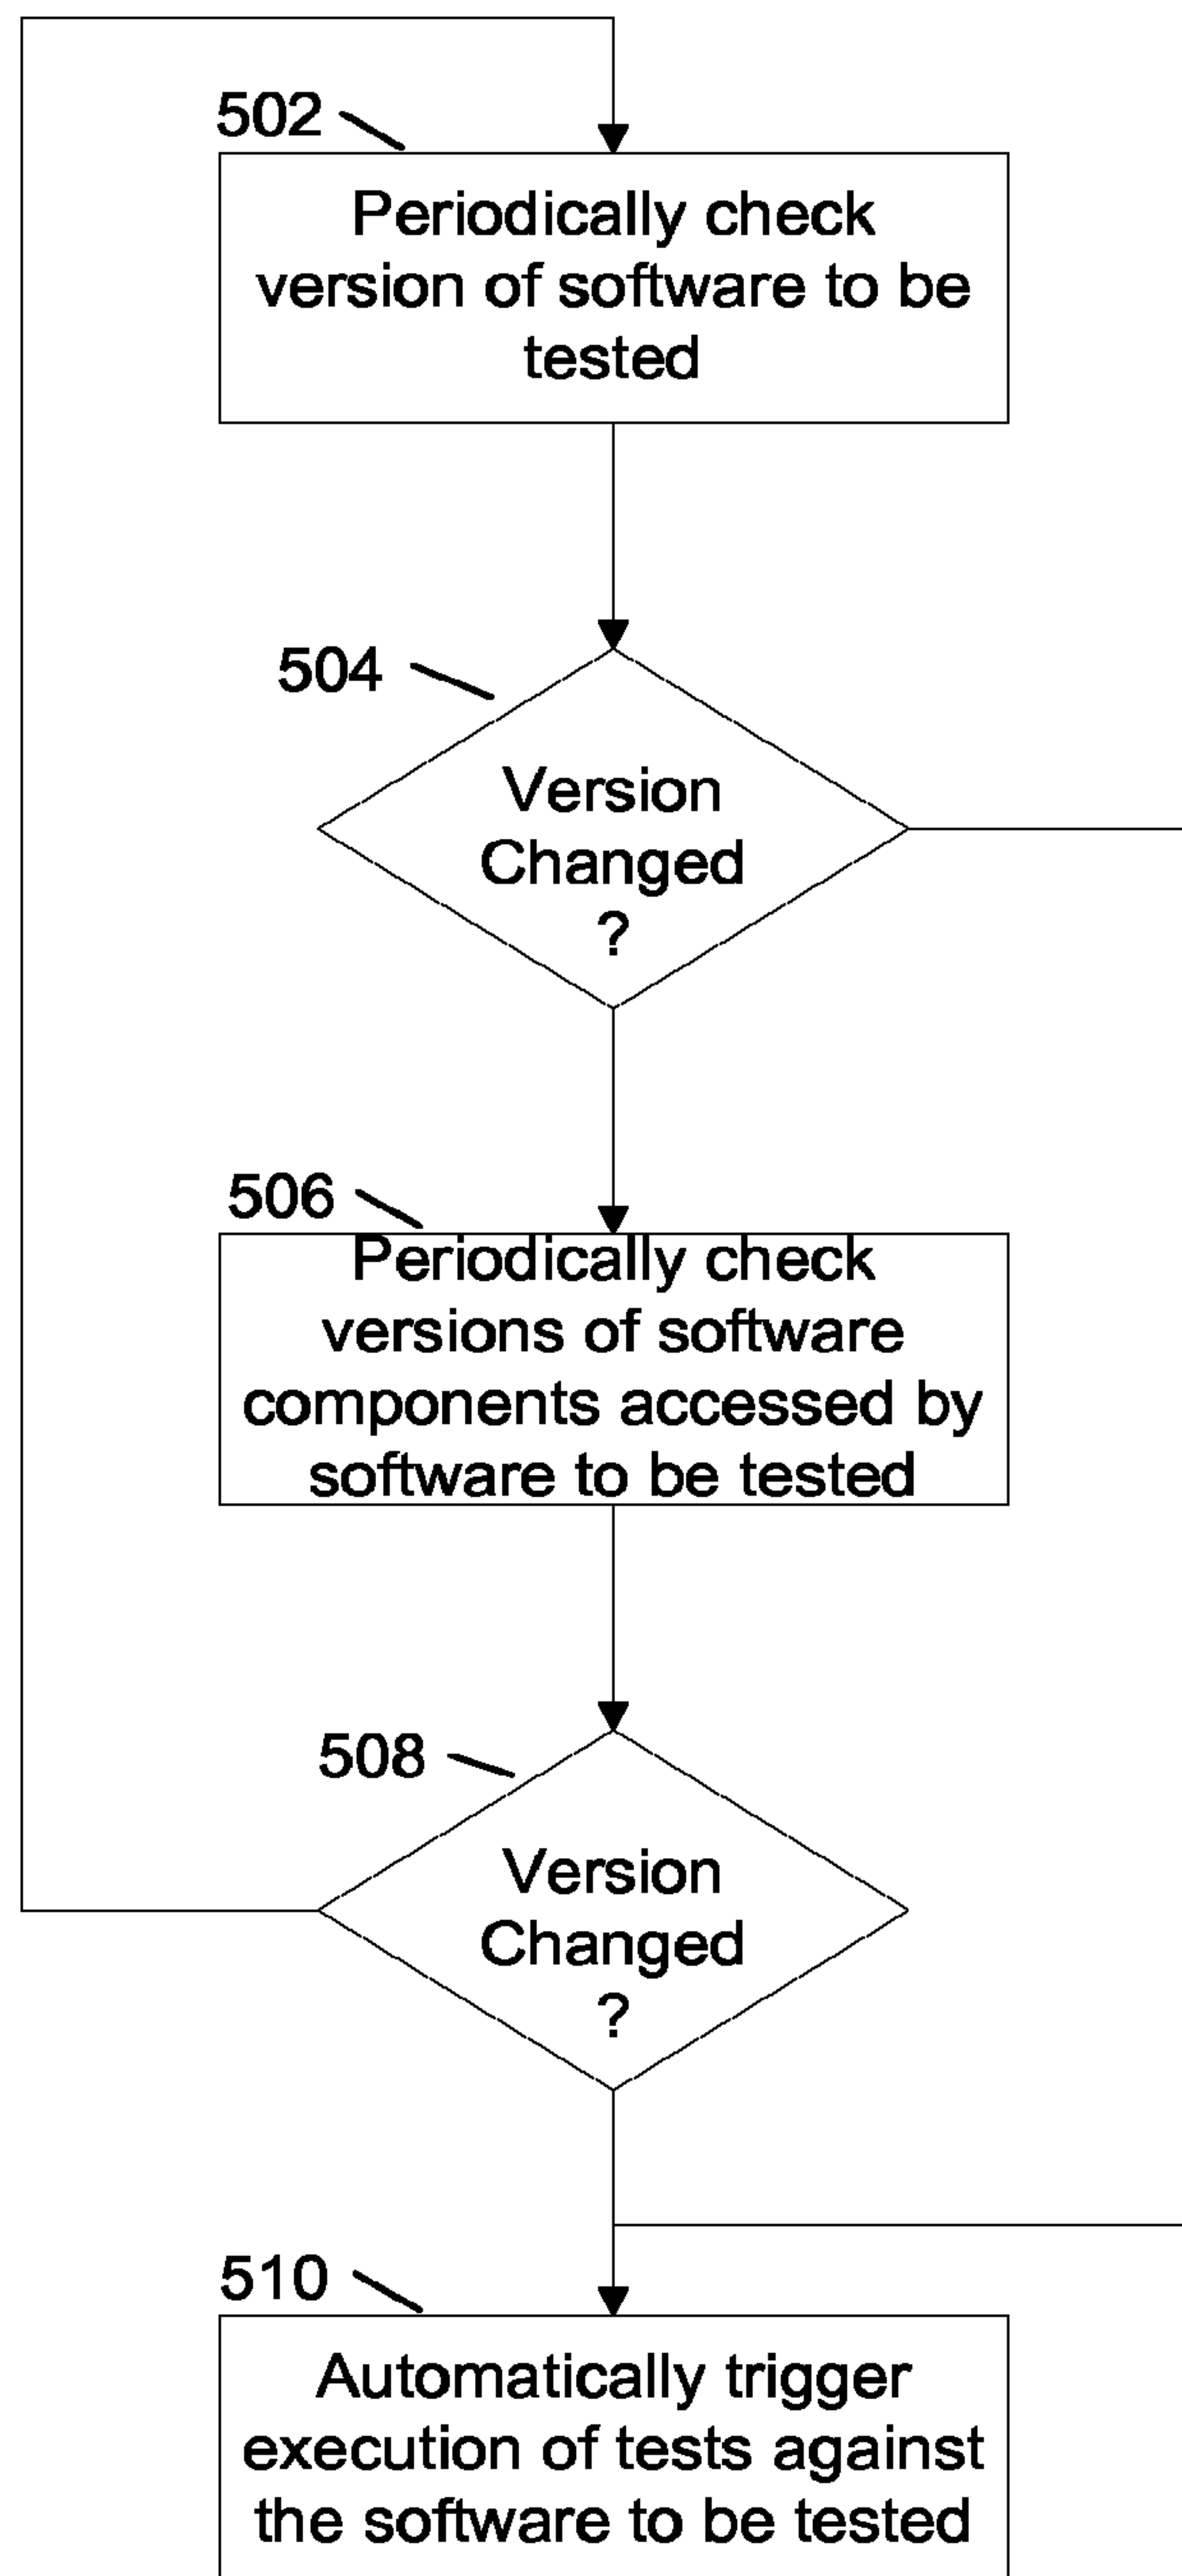 502
Periodically check
version of software to be
tested
504
Version
Changed
?
506
Periodically check
versions of software
components accessed by
software to be tested
508
Version
Changed
?
510
Automatically trigger
execution of tests against
the software to be tested